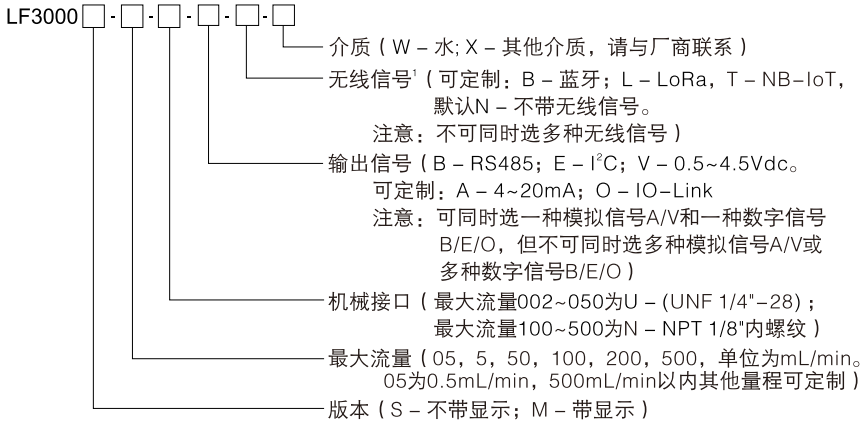 LF3000□-□-□-□-□-□
介质（W – 水; X – 其他介质，请与厂商联系）
无线信号¹（可定制：B – 蓝牙；L – LoRa，T – NB-IoT，
默认N – 不带无线信号。
注意：不可同时选多种无线信号）
输出信号（B – RS485；E – I²C；V – 0.5~4.5Vdc。
可定制：A – 4~20mA；O – IO-Link
注意：可同时选一种模拟信号A/V和一种数字信号
B/E/O，但不可同时选多种模拟信号A/V或
多种数字信号B/E/O）
机械接口（最大流量002~050为U – (UNF 1/4"-28)；
最大流量100~500为N – NPT 1/8"内螺纹）
最大流量（05，5，50，100，200，500，单位为mL/min。
05为0.5mL/min，500mL/min以内其他量程可定制）
版本（S – 不带显示；M – 带显示）